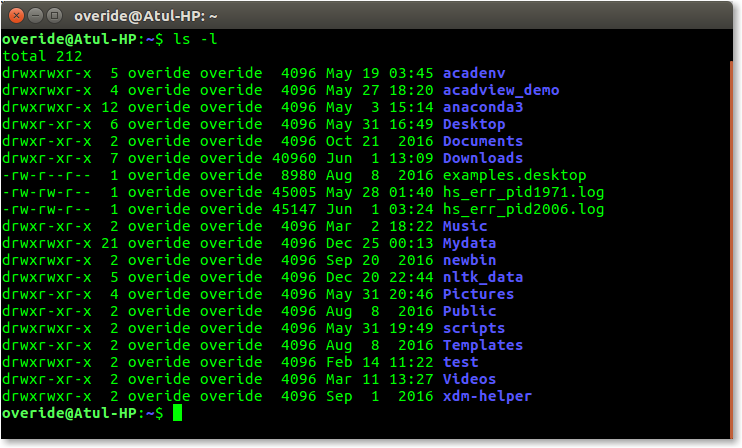 overide@Atul-HP: ~
overide@Atul-HP:~$ ls -l
total 212
drwxrwxr-x  5 overide overide  4096 May 19 03:45 acadenv
drwxrwxr-x  4 overide overide  4096 May 27 18:20 acadview_demo
drwxrwxr-x 12 overide overide  4096 May  3 15:14 anaconda3
drwxr-xr-x  6 overide overide  4096 May 31 16:49 Desktop
drwxr-xr-x  2 overide overide  4096 Oct 21  2016 Documents
drwxr-xr-x  7 overide overide 40960 Jun  1 13:09 Downloads
-rw-r--r--  1 overide overide  8980 Aug  8  2016 examples.desktop
-rw-rw-r--  1 overide overide 45005 May 28 01:40 hs_err_pid1971.log
-rw-rw-r--  1 overide overide 45147 Jun  1 03:24 hs_err_pid2006.log
drwxr-xr-x  2 overide overide  4096 Mar  2 18:22 Music
drwxrwxr-x 21 overide overide  4096 Dec 25 00:13 Mydata
drwxrwxr-x  2 overide overide  4096 Sep 20  2016 newbin
drwxrwxr-x  5 overide overide  4096 Dec 20 22:44 nltk_data
drwxr-xr-x  4 overide overide  4096 May 31 20:46 Pictures
drwxr-xr-x  2 overide overide  4096 Aug  8  2016 Public
drwxrwxr-x  2 overide overide  4096 May 31 19:49 scripts
drwxr-xr-x  2 overide overide  4096 Aug  8  2016 Templates
drwxrwxr-x  2 overide overide  4096 Feb 14 11:22 test
drwxr-xr-x  2 overide overide  4096 Mar 11 13:27 Videos
drwxrwxr-x  2 overide overide  4096 Sep  1  2016 xdm-helper
overide@Atul-HP:~$